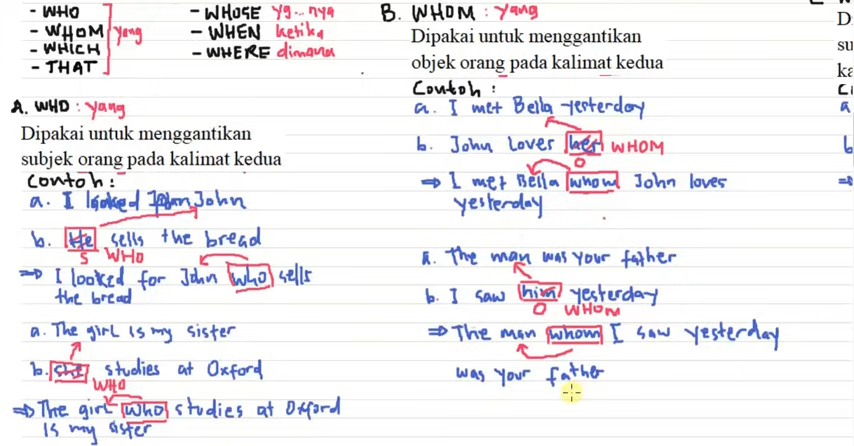 - WHO
- WHOM
- WHICH
- THAT
yang
- WHOSE yg... nya
- WHEN ketika
- WHERE dimana
A. WHO : yang
Dipakai untuk menggantikan
subjek orang pada kalimat kedua
Contoh :
a. I looked John
b. He sells the bread
S WHO
⇒ I looked for John who sells
the bread
a. The girl is my sister
b. she studies at Oxford
WHO
⇒ The girl who studies at Oxford
is my sister
B. WHOM : yang
Dipakai untuk menggantikan
objek orang pada kalimat kedua
Contoh :
a. I met Bella yesterday
b. John Lover her WHOM
O
⇒ I met Bella whom John loves
yesterday
a. The man was your father
b. I saw him yesterday
O WHOM
⇒ The man whom I saw yesterday
was your father